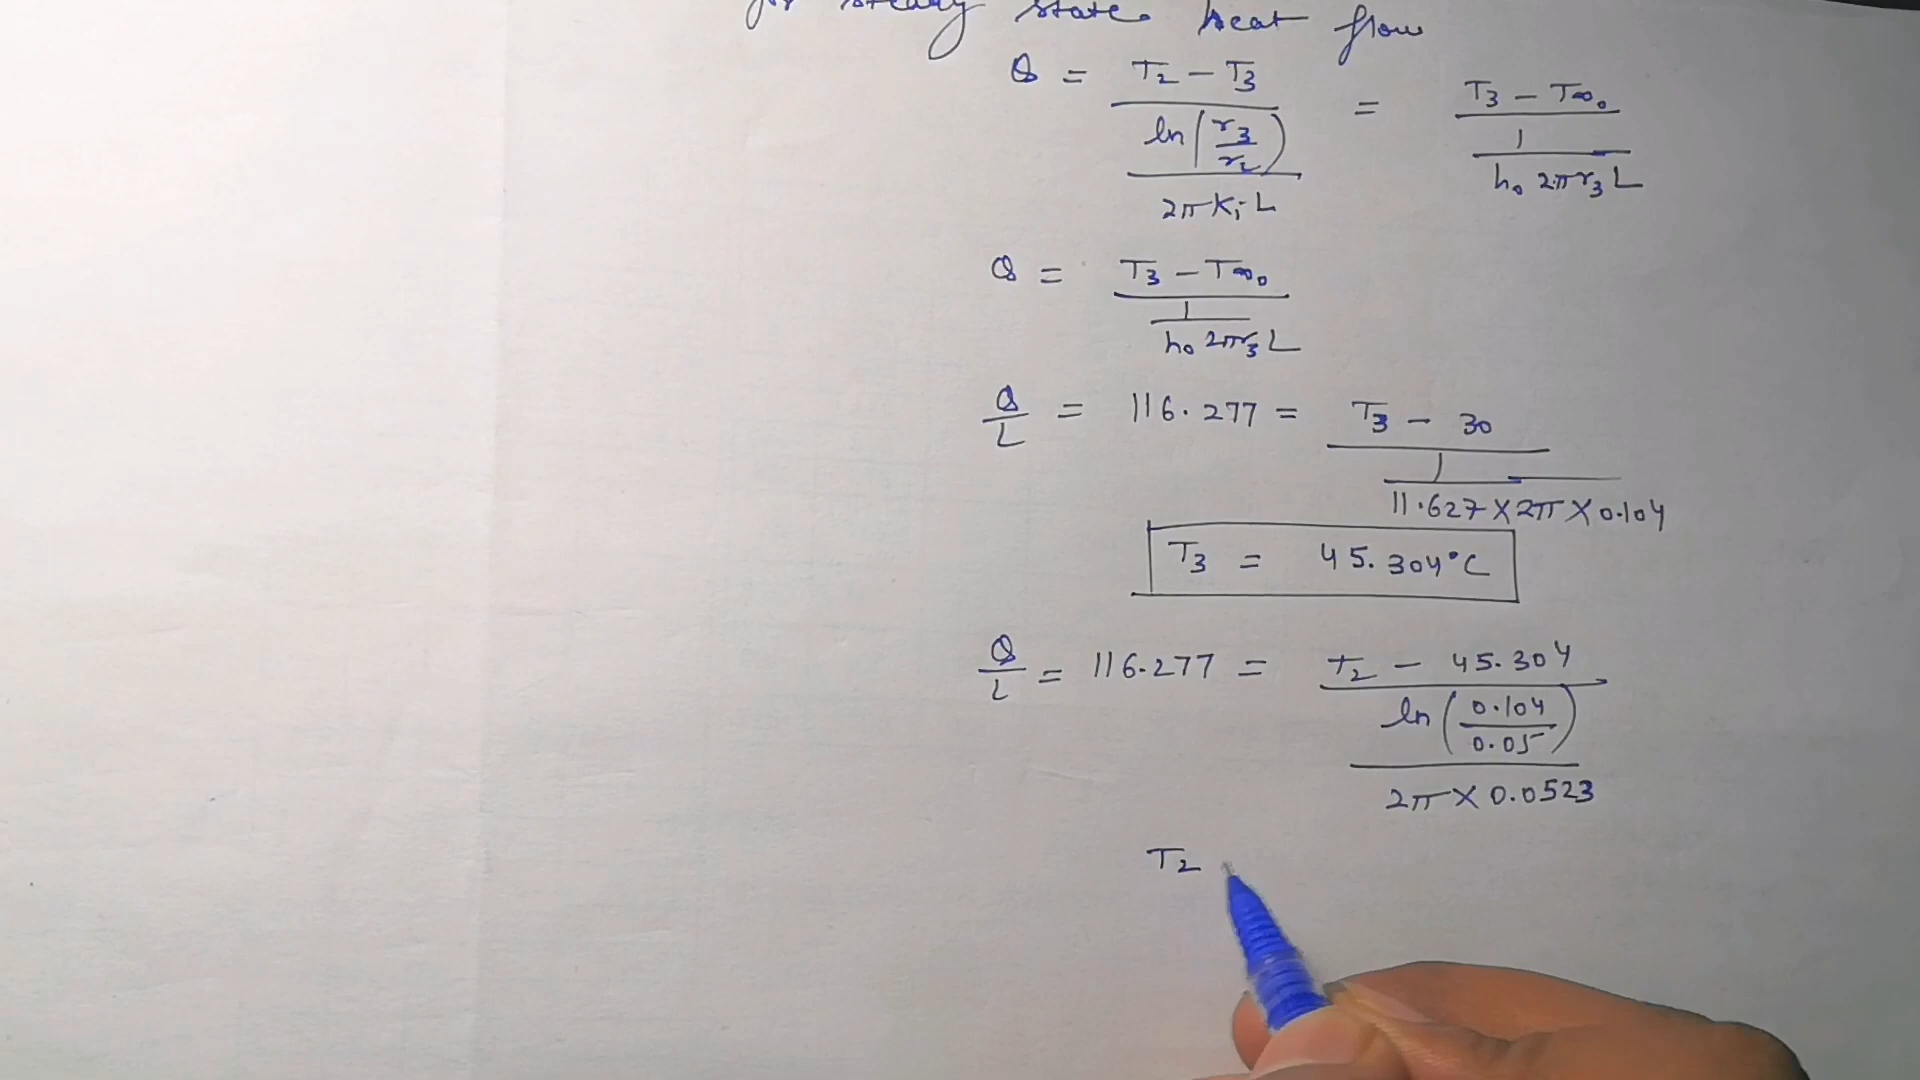 for steady state heat flow
Q = (T₂ - T₃) / (ln(r₃/r₂) / 2πKᵢL) = (T₃ - T∞₀) / (1 / h₀ 2πr₃L)
Q = (T₃ - T∞₀) / (1 / h₀ 2πr₃L)
Q/L = 116.277 = (T₃ - 30) / (1 / 11.627 × 2π × 0.104)
T₃ = 45.304°C
Q/L = 116.277 = (T₂ - 45.304) / (ln(0.104/0.05) / 2π × 0.0523)
T₂